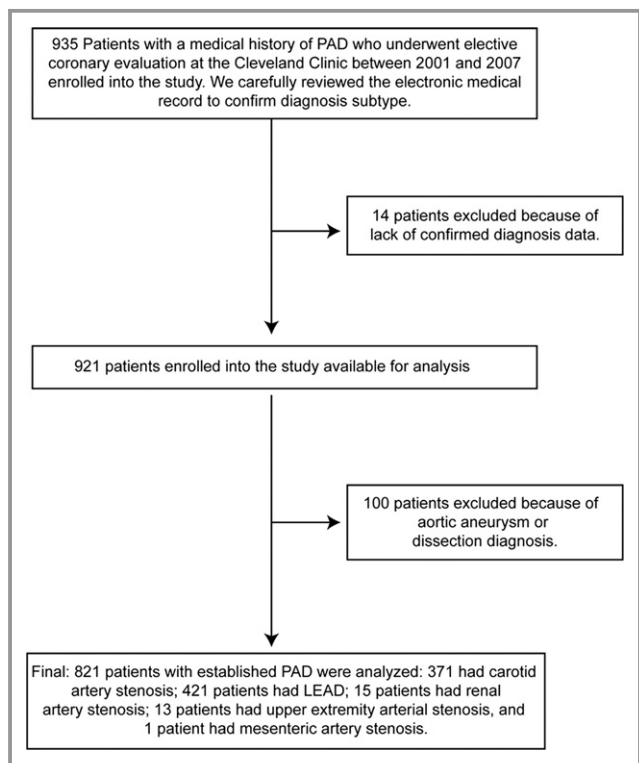 935 Patients with a medical history of PAD who underwent elective
coronary evaluation at the Cleveland Clinic between 2001 and 2007
enrolled into the study. We carefully reviewed the electronic medical
record to confirm diagnosis subtype.
14 patients excluded because of
lack of confirmed diagnosis data.
921 patients enrolled into the study available for analysis
100 patients excluded because of
aortic aneurysm or
dissection diagnosis.
Final: 821 patients with established PAD were analyzed: 371 had carotid
artery stenosis; 421 patients had LEAD; 15 patients had renal
artery stenosis; 13 patients had upper extremity arterial stenosis, and
1 patient had mesenteric artery stenosis.